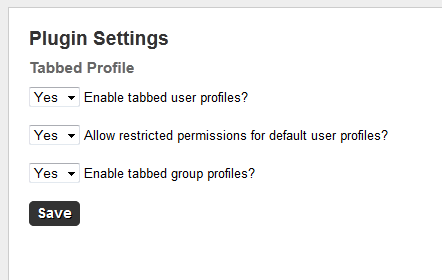 Plugin Settings
Tabbed Profile
Yes Enable tabbed user profiles?
Yes Allow restricted permissions for default user profiles?
Yes Enable tabbed group profiles?
Save